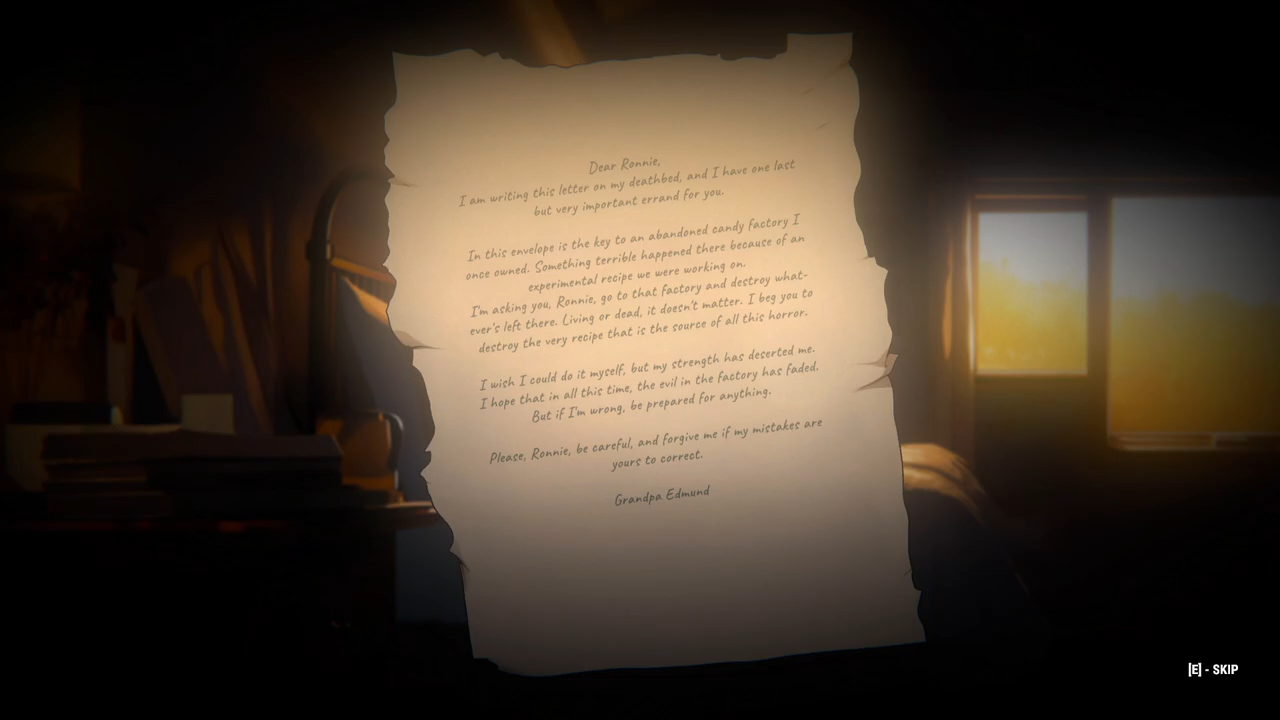 Dear Ronnie,
I am writing this letter on my deathbed, and I have one last
but very important errand for you.
In this envelope is the key to an abandoned candy factory I
once owned. Something terrible happened there because of an
experimental recipe we were working on.
I'm asking you, Ronnie, go to that factory and destroy what-
ever's left there. Living or dead, it doesn't matter. I beg you to
destroy the very recipe that is the source of all this horror.
I wish I could do it myself, but my strength has deserted me.
I hope that in all this time, the evil in the factory has faded.
But if I'm wrong, be prepared for anything.
Please, Ronnie, be careful, and forgive me if my mistakes are
yours to correct.
Grandpa Edmund
[E] - SKIP